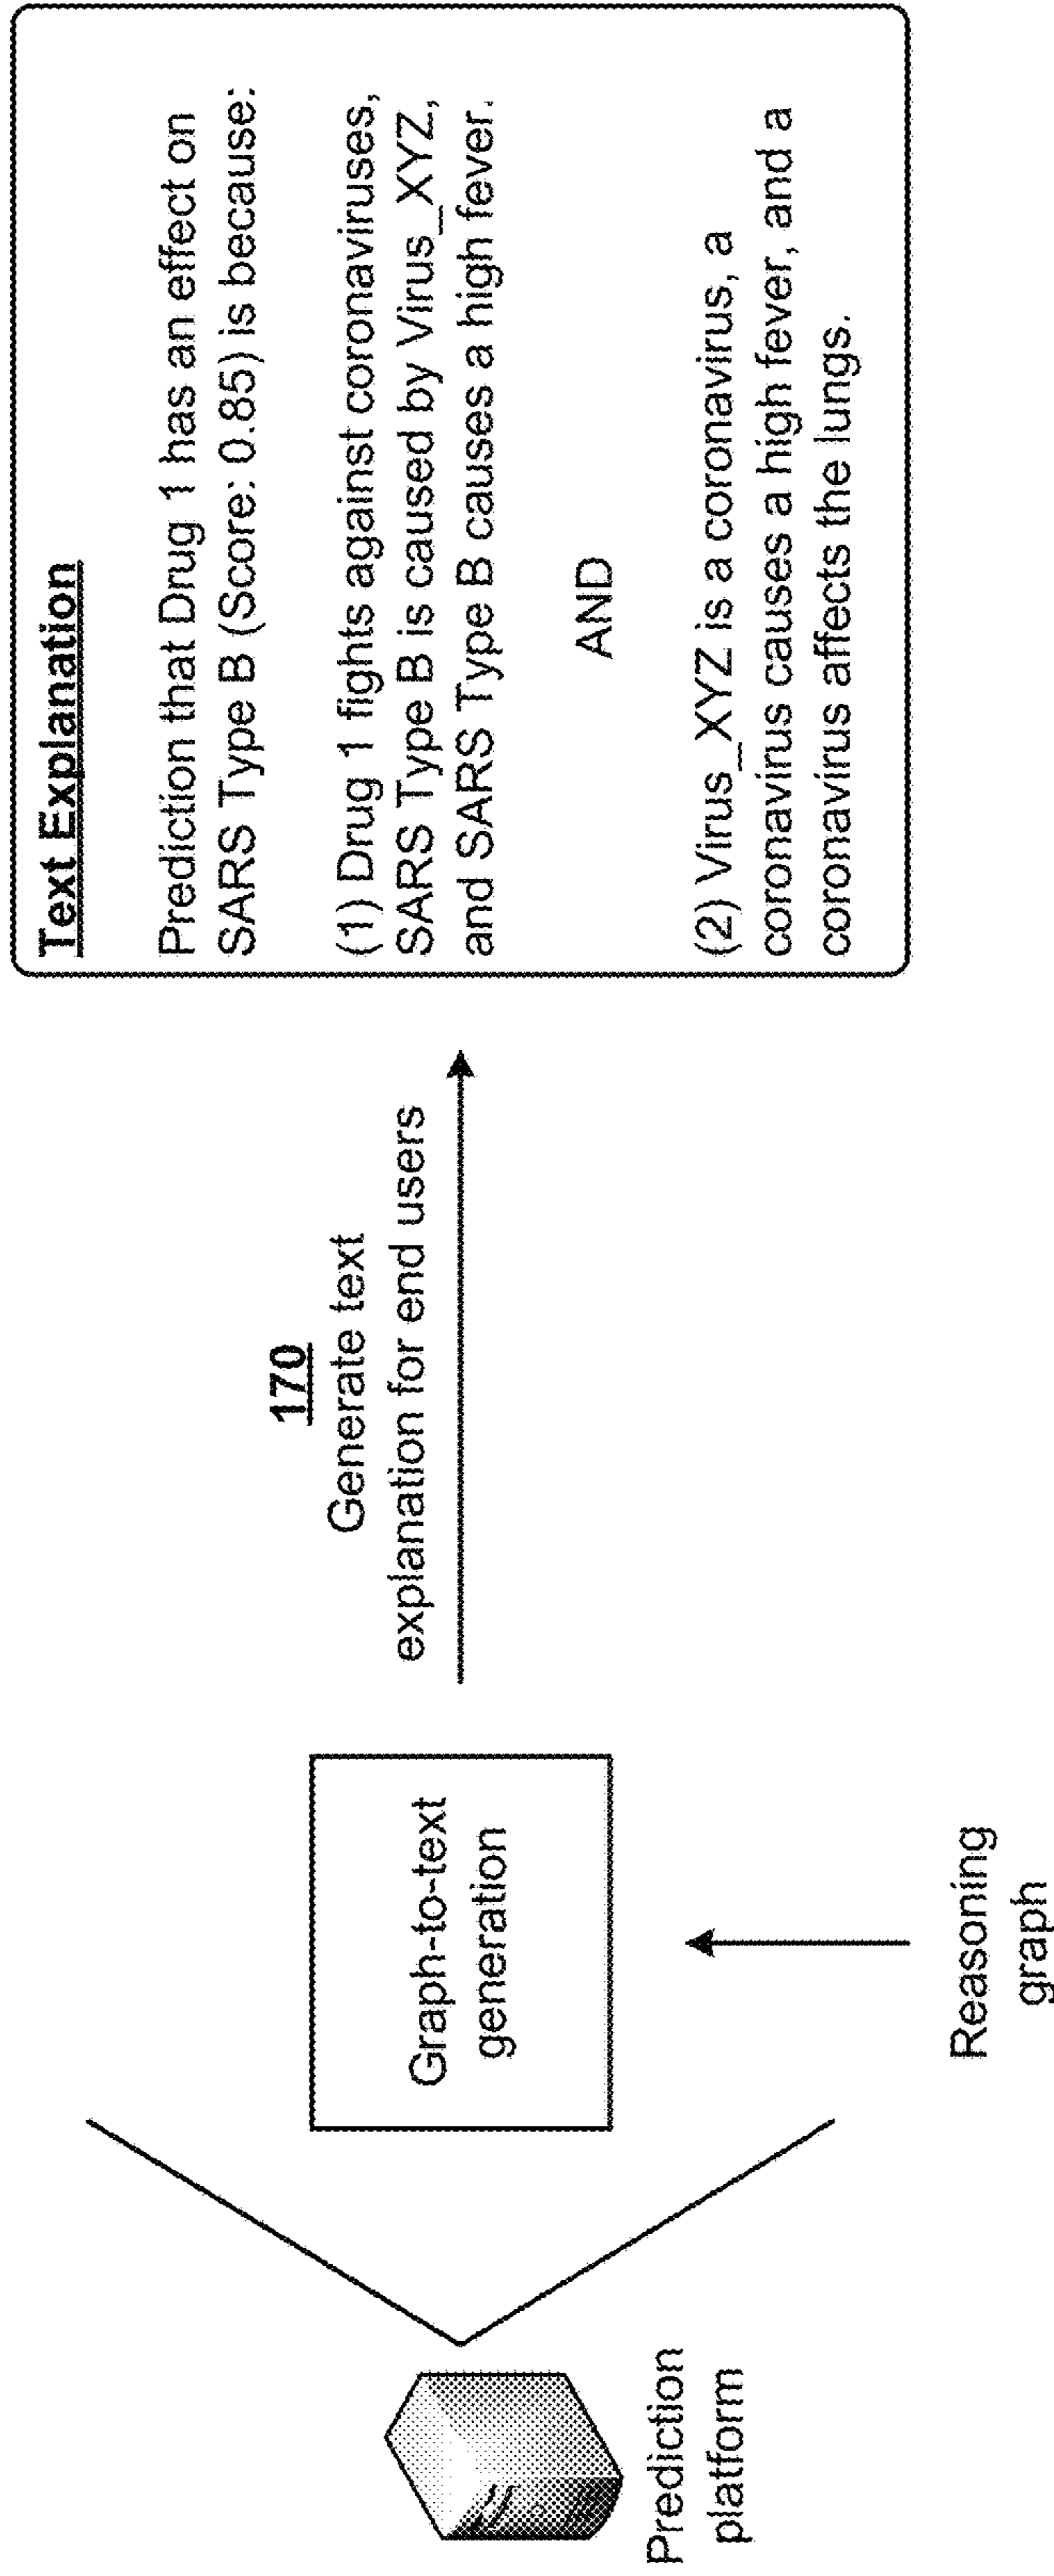 Prediction
platform
Graph-to-text
generation
Reasoning
graph
170
Generate text
explanation for end users
Text Explanation
Prediction that Drug 1 has an effect on
SARS Type B (Score: 0.85) is because:
(1) Drug 1 fights against coronaviruses,
SARS Type B is caused by Virus_XYZ,
and SARS Type B causes a high fever.
AND
(2) Virus_XYZ is a coronavirus, a
coronavirus causes a high fever, and a
coronavirus affects the lungs.